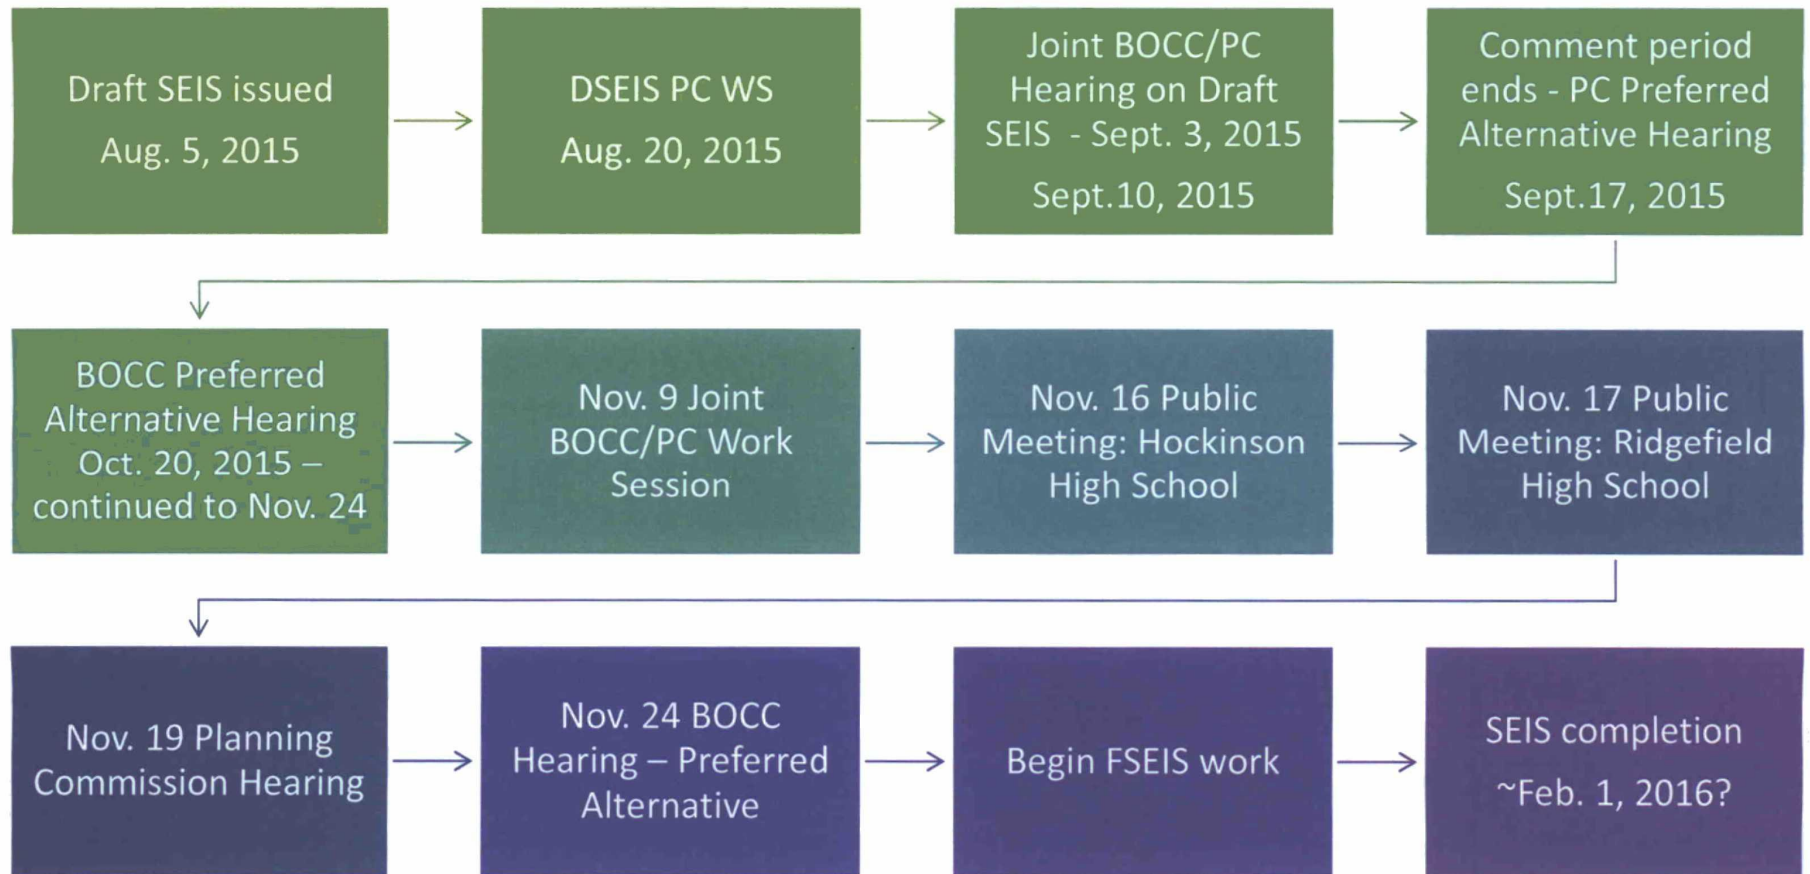 Draft SEIS issued
Aug. 5, 2015
DSEIS PC WS
Aug. 20, 2015
Joint BOCC/PC
Hearing on Draft
SEIS - Sept. 3, 2015
Sept.10, 2015
Comment period
ends - PC Preferred
Alternative Hearing
Sept.17, 2015
BOCC Preferred
Alternative Hearing
Oct. 20, 2015 –
continued to Nov. 24
Nov. 9 Joint
BOCC/PC Work
Session
Nov. 16 Public
Meeting: Hockinson
High School
Nov. 17 Public
Meeting: Ridgefield
High School
Nov. 19 Planning
Commission Hearing
Nov. 24 BOCC
Hearing – Preferred
Alternative
Begin FSEIS work
SEIS completion
~Feb. 1, 2016?